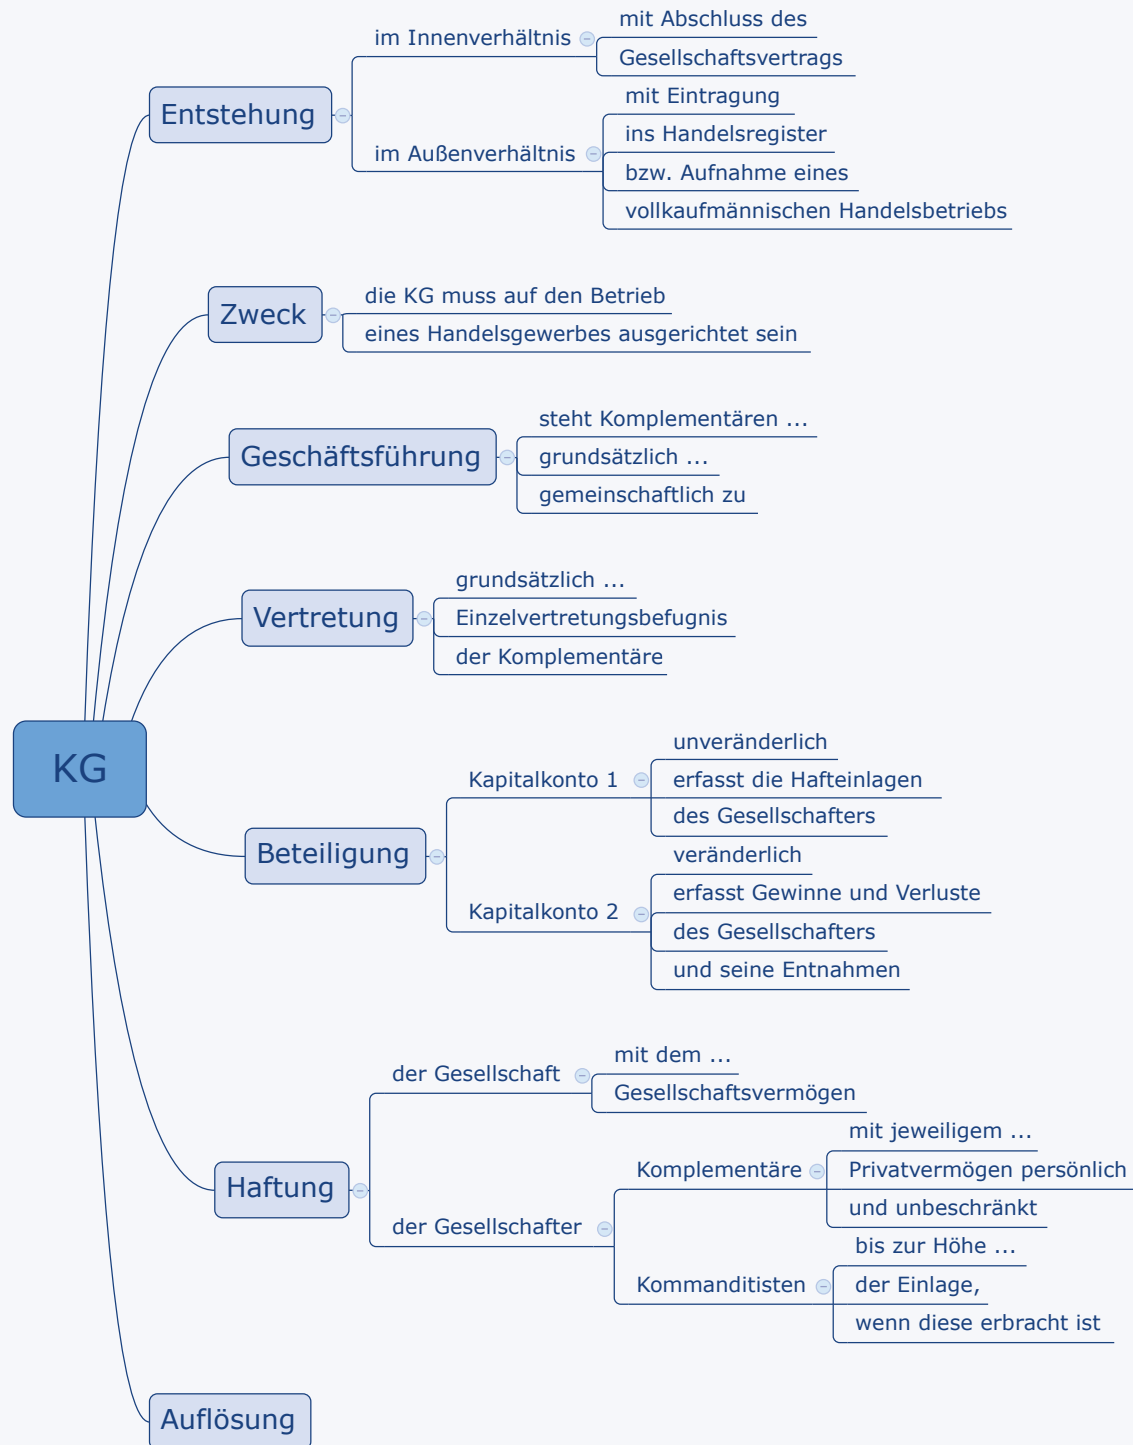 KG
Entstehung
im Innenverhältnis
mit Abschluss des
Gesellschaftsvertrags
im Außenverhältnis
mit Eintragung
ins Handelsregister
bzw. Aufnahme eines
vollkaufmännischen Handelsbetriebs
Zweck
die KG muss auf den Betrieb
eines Handelsgewerbes ausgerichtet sein
Geschäftsführung
steht Komplementären ...
grundsätzlich ...
gemeinschaftlich zu
Vertretung
grundsätzlich ...
Einzelvertretungsbefugnis
der Komplementäre
Beteiligung
Kapitalkonto 1
unveränderlich
erfasst die Hafteinlagen
des Gesellschafters
Kapitalkonto 2
veränderlich
erfasst Gewinne und Verluste
des Gesellschafters
und seine Entnahmen
Haftung
der Gesellschaft
mit dem ...
Gesellschaftsvermögen
der Gesellschafter
Komplementäre
mit jeweiligem ...
Privatvermögen persönlich
und unbeschränkt
Kommanditisten
bis zur Höhe ...
der Einlage,
wenn diese erbracht ist
Auflösung